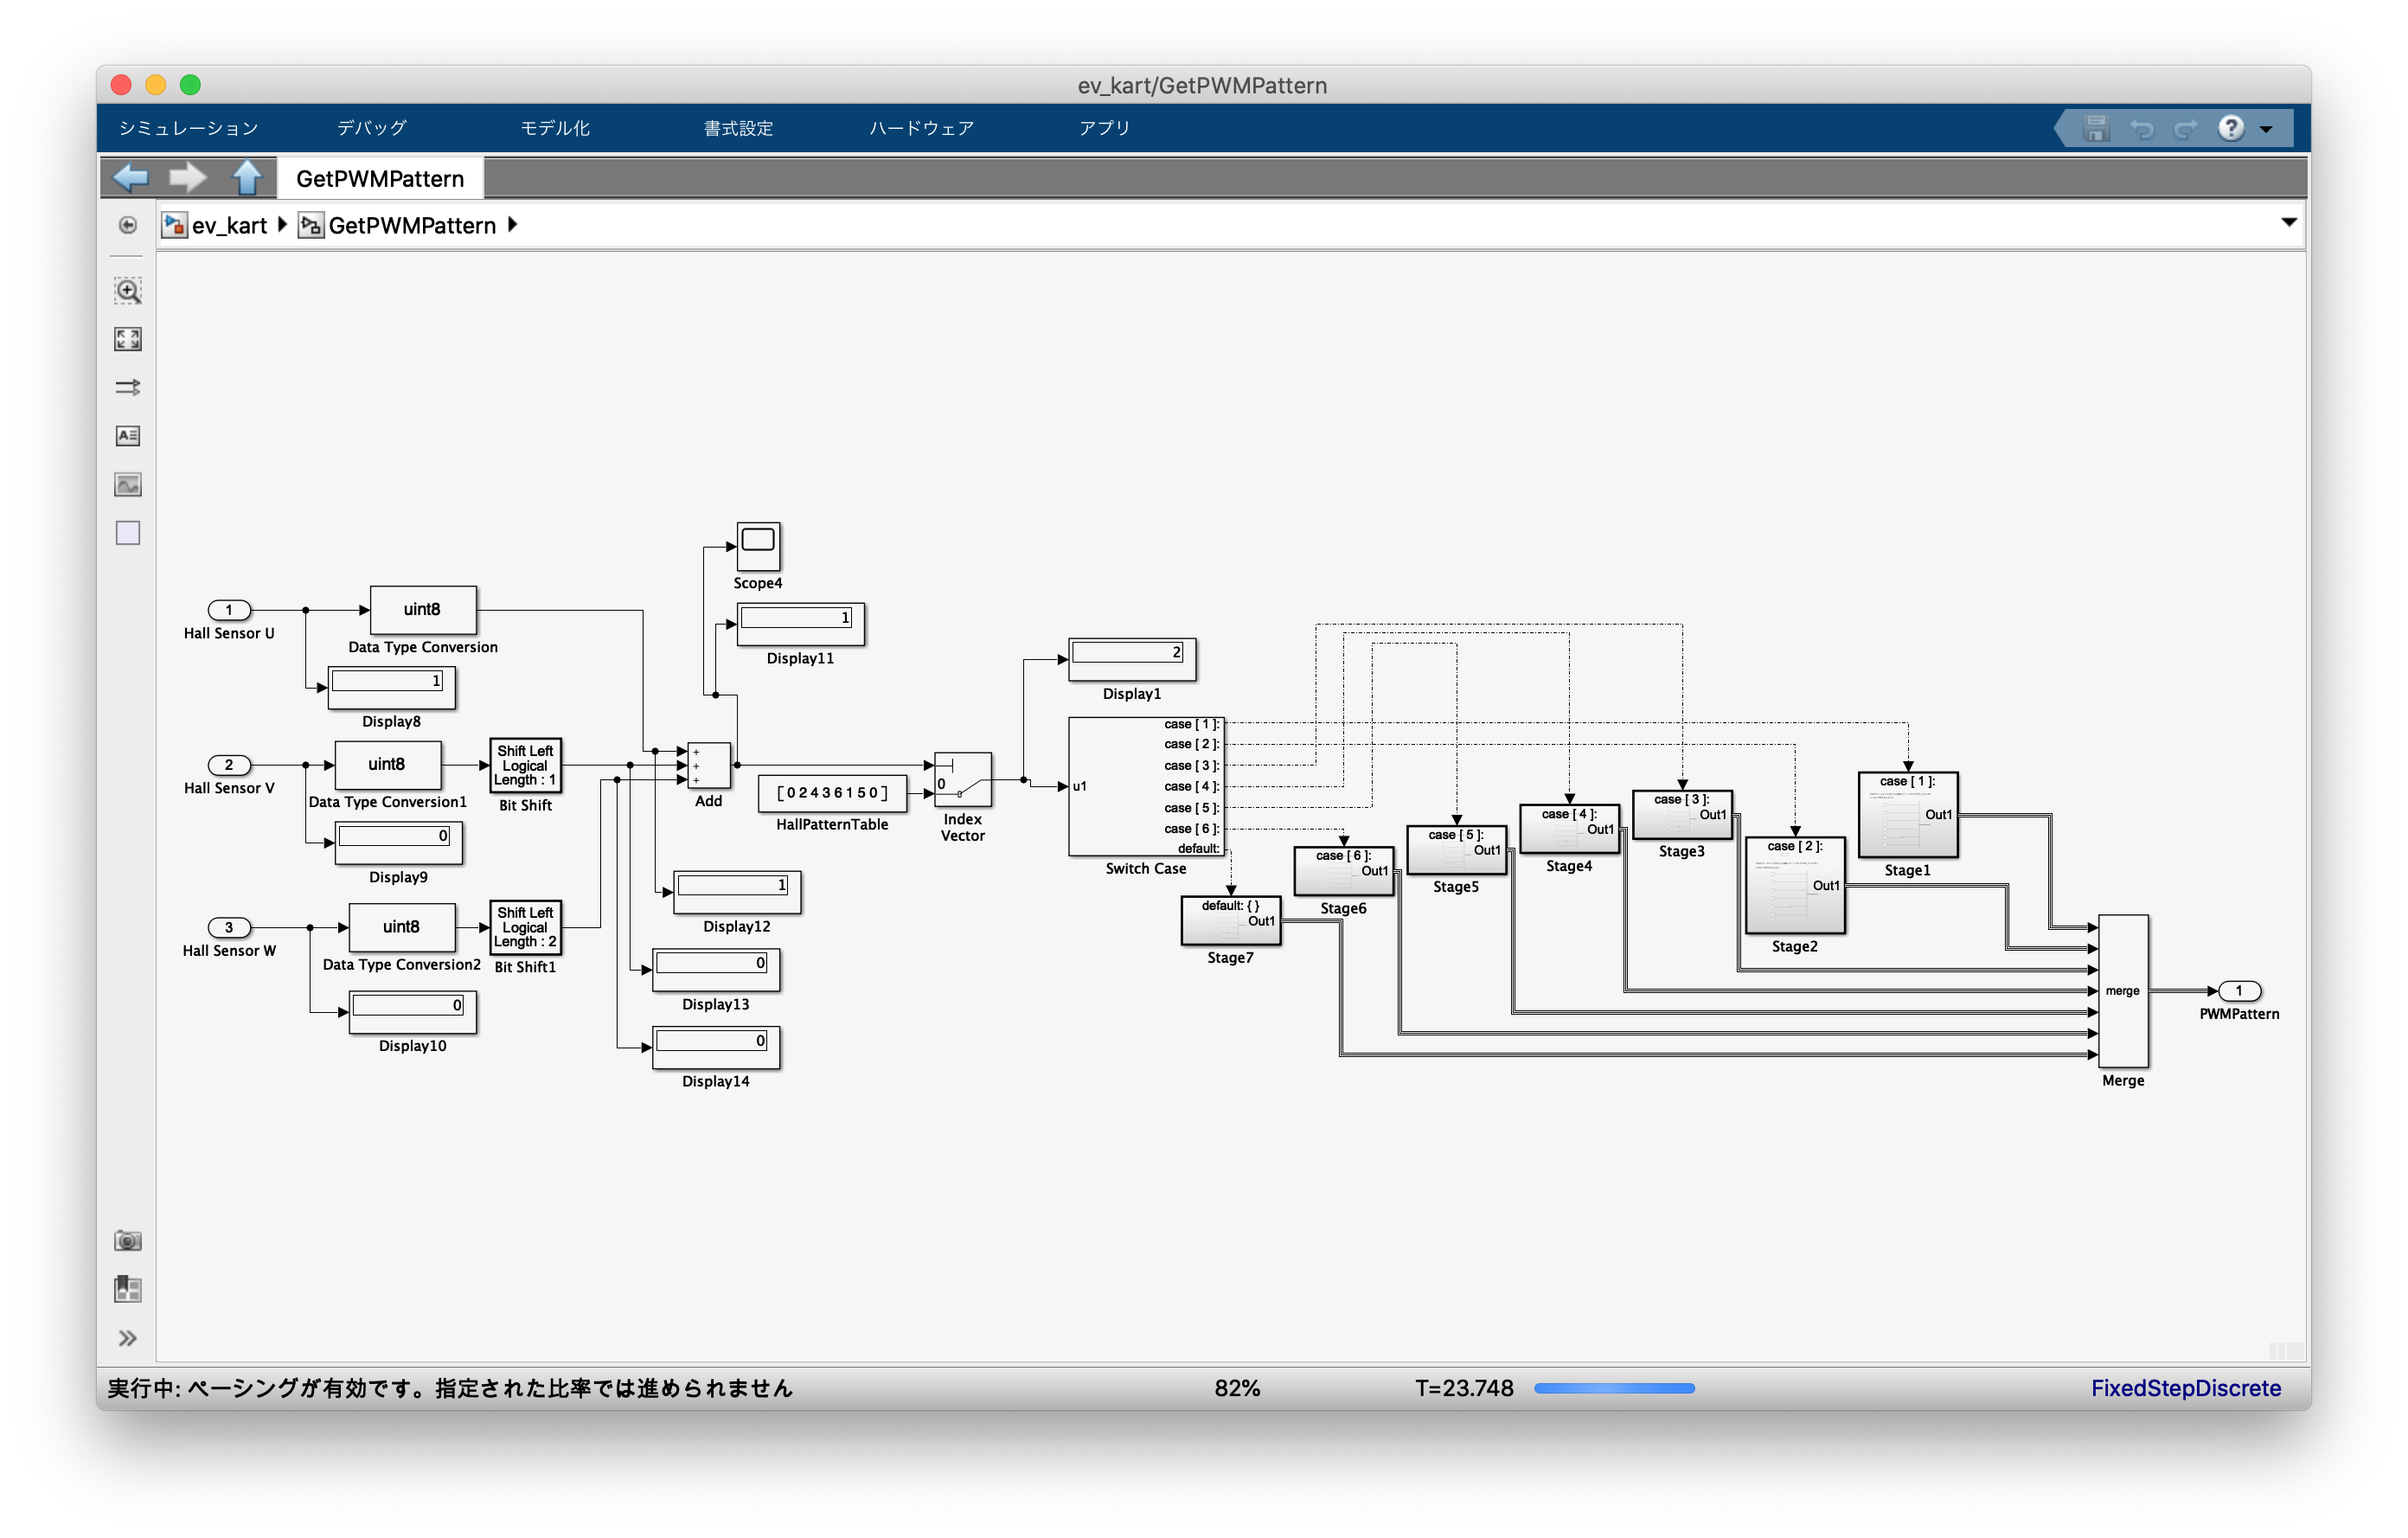 ev_kart/GetPWMPattern
シミュレーション デバッグ モデル化 書式設定 ハードウェア アプリ
GetPWMPattern
ev_kart GetPWMPattern
Scope4
1
Hall Sensor U
uint8
Data Type Conversion
1
Display8
1
Display11
2
Display1
2
Hall Sensor V
uint8
Data Type Conversion1
0
Display9
Shift Left
Logical
Length : 1
Bit Shift
+
+
+
Add
[ 0 2 4 3 6 1 5 0 ]
HallPatternTable
0
Index
Vector
u1
case [ 1 ]:
case [ 2 ]:
case [ 3 ]:
case [ 4 ]:
case [ 5 ]:
case [ 6 ]:
default:
Switch Case
3
Hall Sensor W
uint8
Data Type Conversion2
0
Display10
Shift Left
Logical
Length : 2
Bit Shift1
1
Display12
0
Display13
0
Display14
default: { }
Out1
Stage7
case [ 6 ]:
Out1
Stage6
case [ 5 ]:
Out1
Stage5
case [ 4 ]:
Out1
Stage4
case [ 3 ]:
Out1
Stage3
case [ 2 ]:
Out1
Stage2
case [ 1 ]:
Out1
Stage1
merge
Merge
1
PWMPattern
実行中: ペーシングが有効です。指定された比率では進められません 82% T=23.748 FixedStepDiscrete